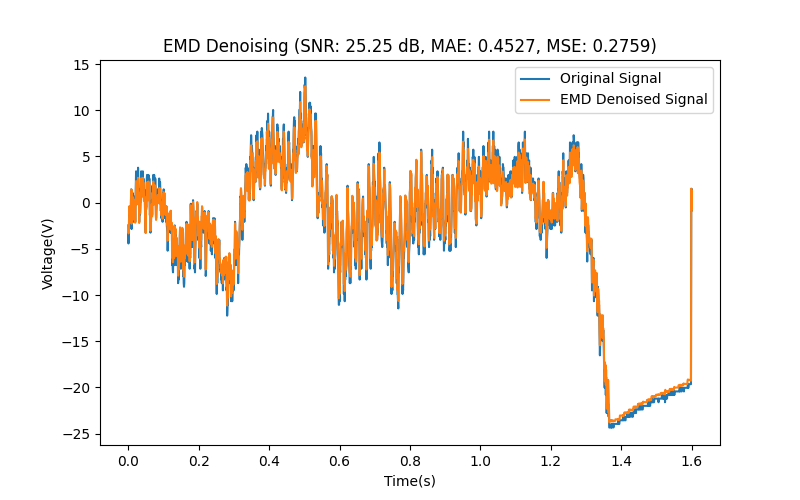 EMD Denoising (SNR: 25.25 dB, MAE: 0.4527, MSE: 0.2759)
Original Signal
EMD Denoised Signal
15
10
5
0
−5
−10
−15
−20
−25
Voltage(V)
0.0 0.2 0.4 0.6 0.8 1.0 1.2 1.4 1.6
Time(s)